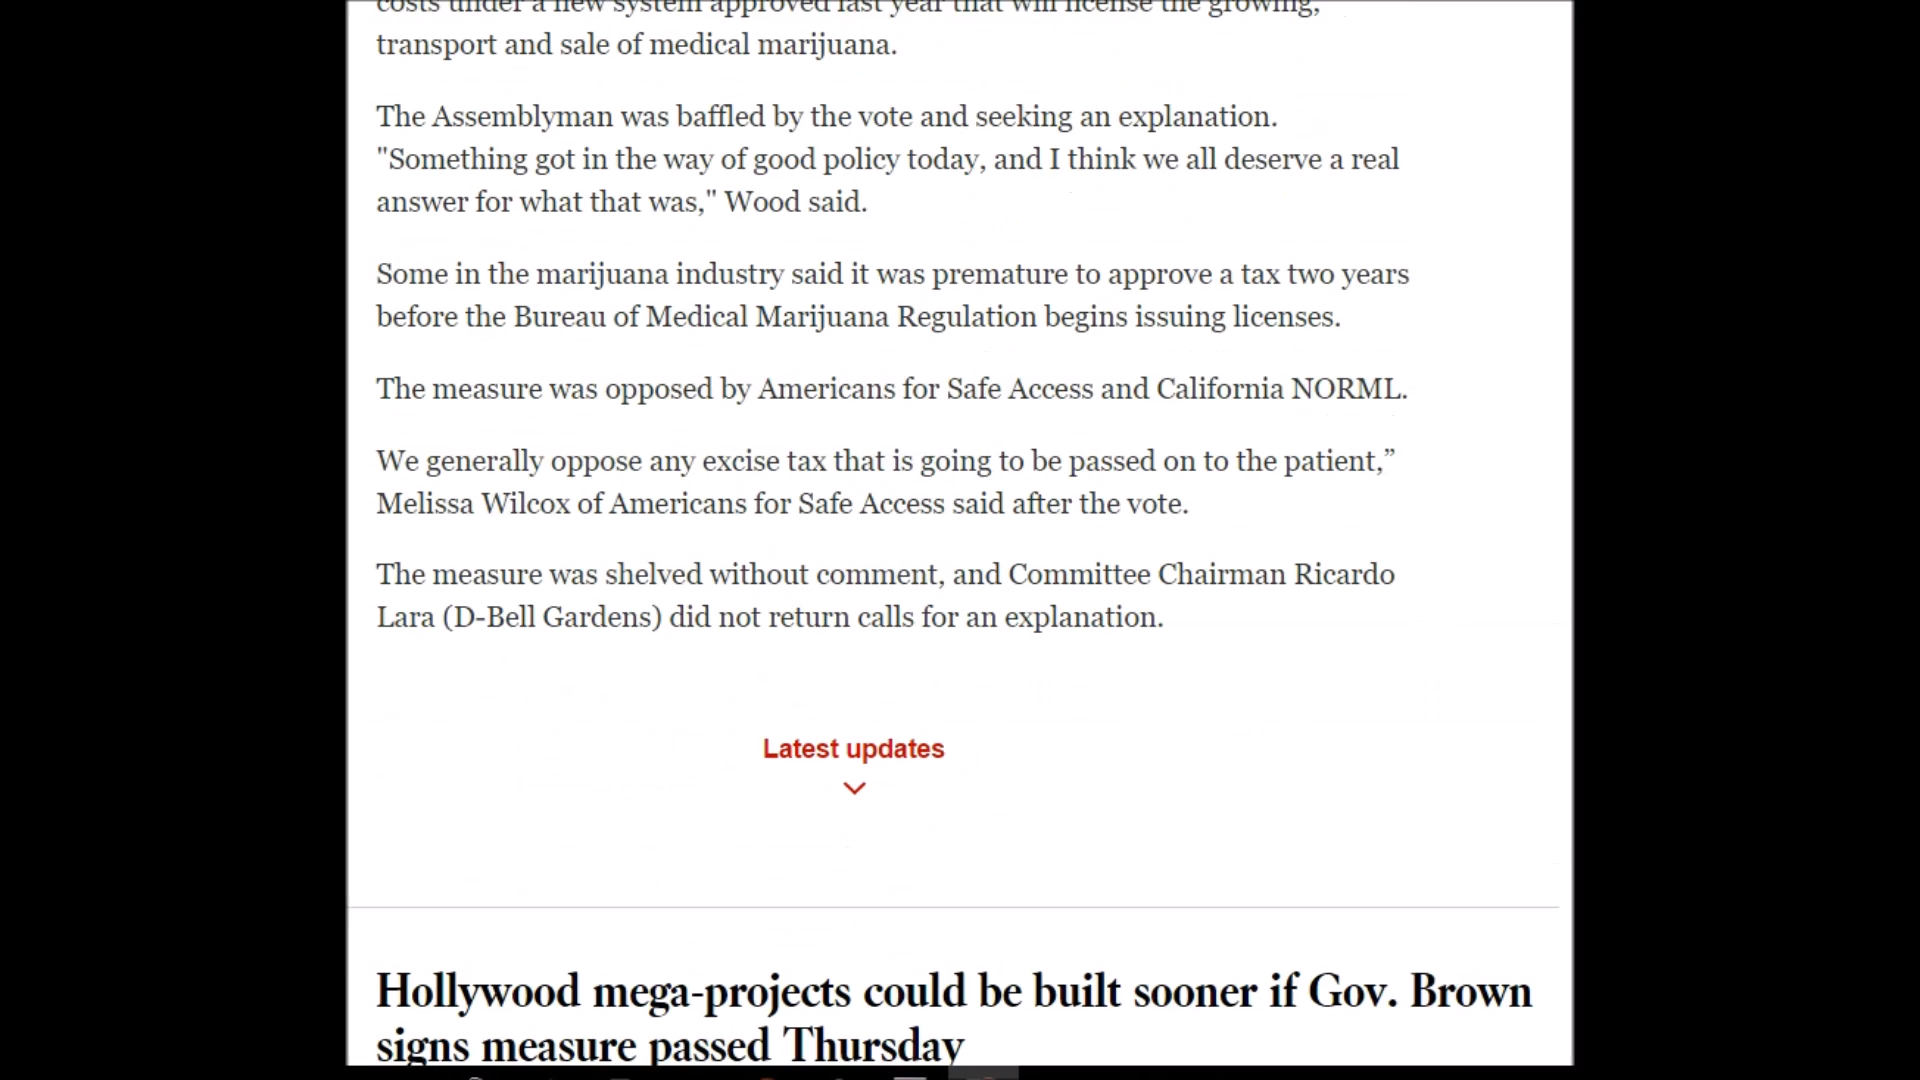 costs under a new system approved last year that will license the growing,
transport and sale of medical marijuana.
The Assemblyman was baffled by the vote and seeking an explanation.
"Something got in the way of good policy today, and I think we all deserve a real
answer for what that was," Wood said.
Some in the marijuana industry said it was premature to approve a tax two years
before the Bureau of Medical Marijuana Regulation begins issuing licenses.
The measure was opposed by Americans for Safe Access and California NORML.
We generally oppose any excise tax that is going to be passed on to the patient,”
Melissa Wilcox of Americans for Safe Access said after the vote.
The measure was shelved without comment, and Committee Chairman Ricardo
Lara (D-Bell Gardens) did not return calls for an explanation.
Latest updates
Hollywood mega-projects could be built sooner if Gov. Brown
signs measure passed Thursday